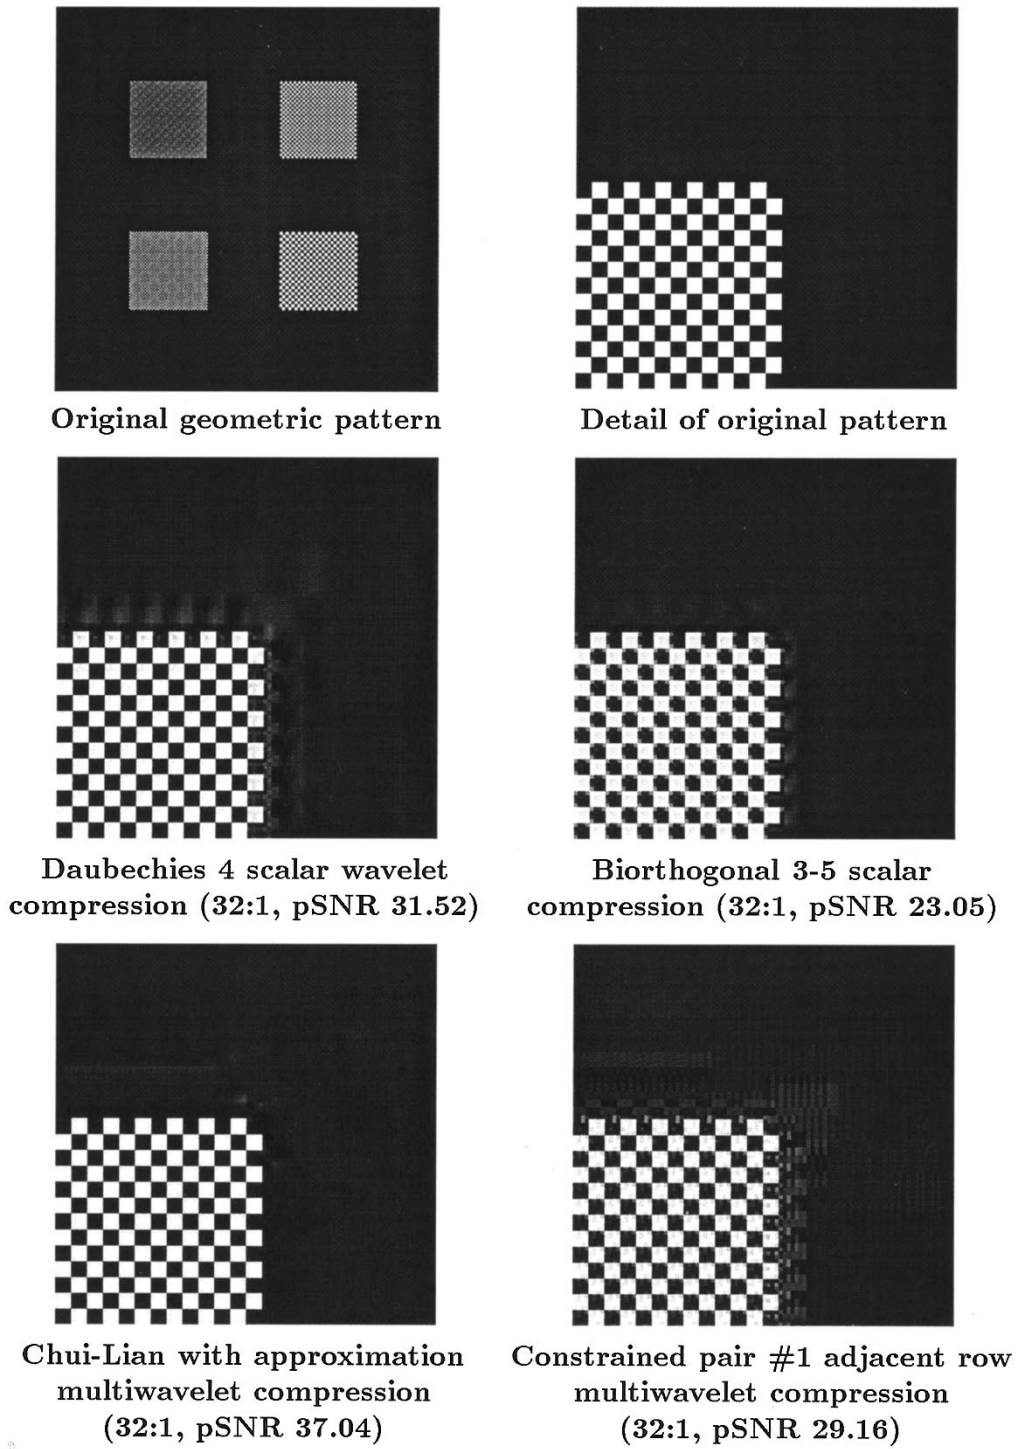 Original geometric pattern
Detail of original pattern
Daubechies 4 scalar wavelet
compression (32:1, pSNR 31.52)
Biorthogonal 3-5 scalar
compression (32:1, pSNR 23.05)
Chui-Lian with approximation
multiwavelet compression
(32:1, pSNR 37.04)
Constrained pair #1 adjacent row
multiwavelet compression
(32:1, pSNR 29.16)